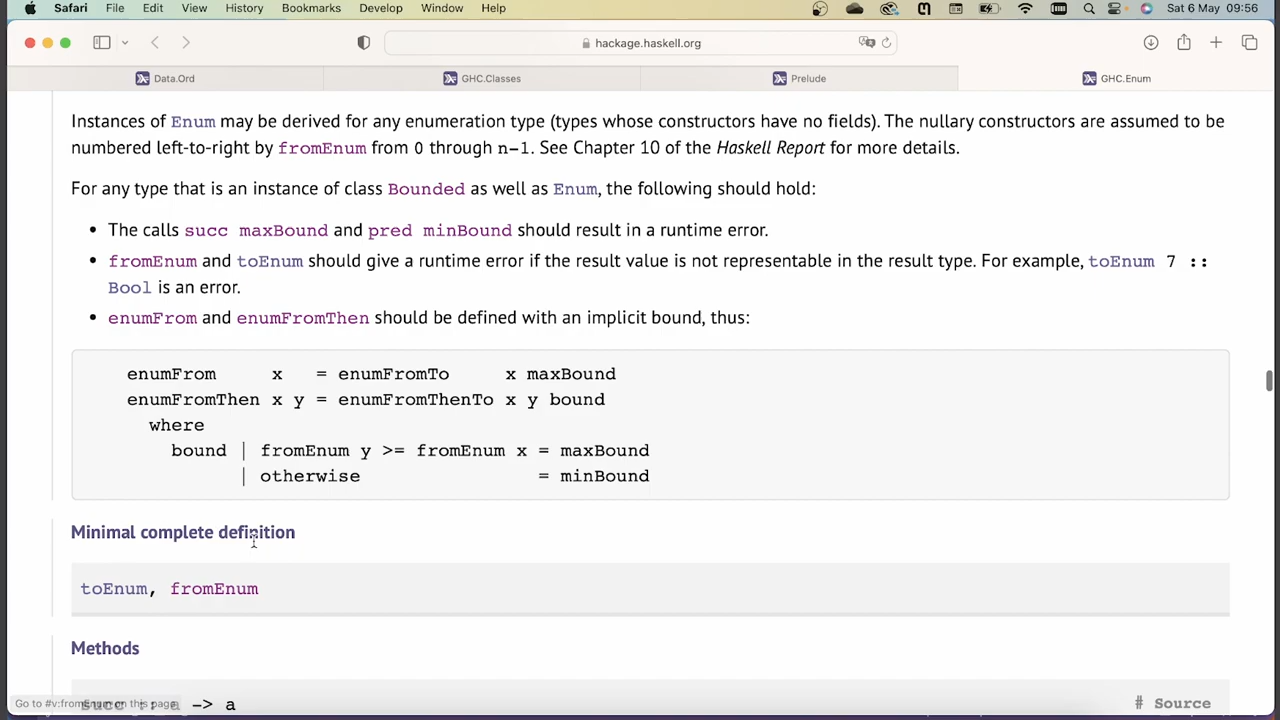 Safari File Edit View History Bookmarks Develop Window Help Sat 6 May 09:56
hackage.haskell.org
Data.Ord GHC.Classes Prelude GHC.Enum
Instances of Enum may be derived for any enumeration type (types whose constructors have no fields). The nullary constructors are assumed to be
numbered left-to-right by fromEnum from 0 through n-1. See Chapter 10 of the Haskell Report for more details.
For any type that is an instance of class Bounded as well as Enum, the following should hold:
• The calls succ maxBound and pred minBound should result in a runtime error.
• fromEnum and toEnum should give a runtime error if the result value is not representable in the result type. For example, toEnum 7 ::
Bool is an error.
• enumFrom and enumFromThen should be defined with an implicit bound, thus:
enumFrom x = enumFromTo x maxBound
enumFromThen x y = enumFromThenTo x y bound
where
bound | fromEnum y >= fromEnum x = maxBound
| otherwise = minBound
Minimal complete definition
toEnum, fromEnum
Methods
succ :: a -> a # Source
Go to #v:fromEnum on this page